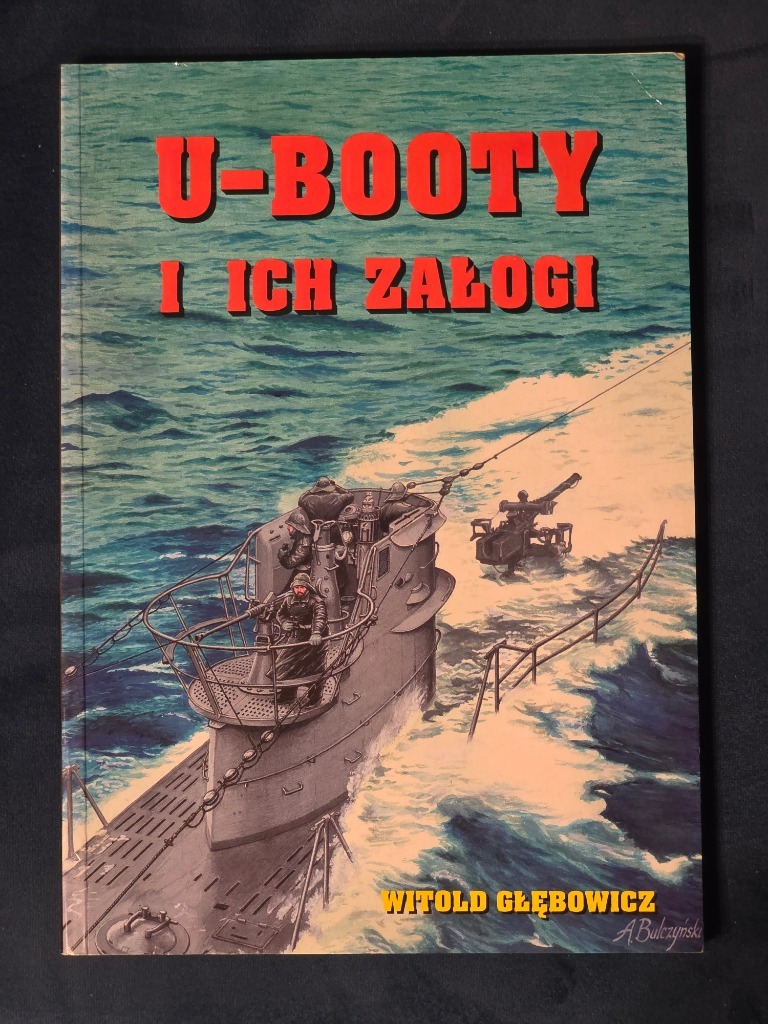 U-BOOTY
I ICH ZAŁOGI
WITOLD GŁĘBOWICZ
A. Bulczyński